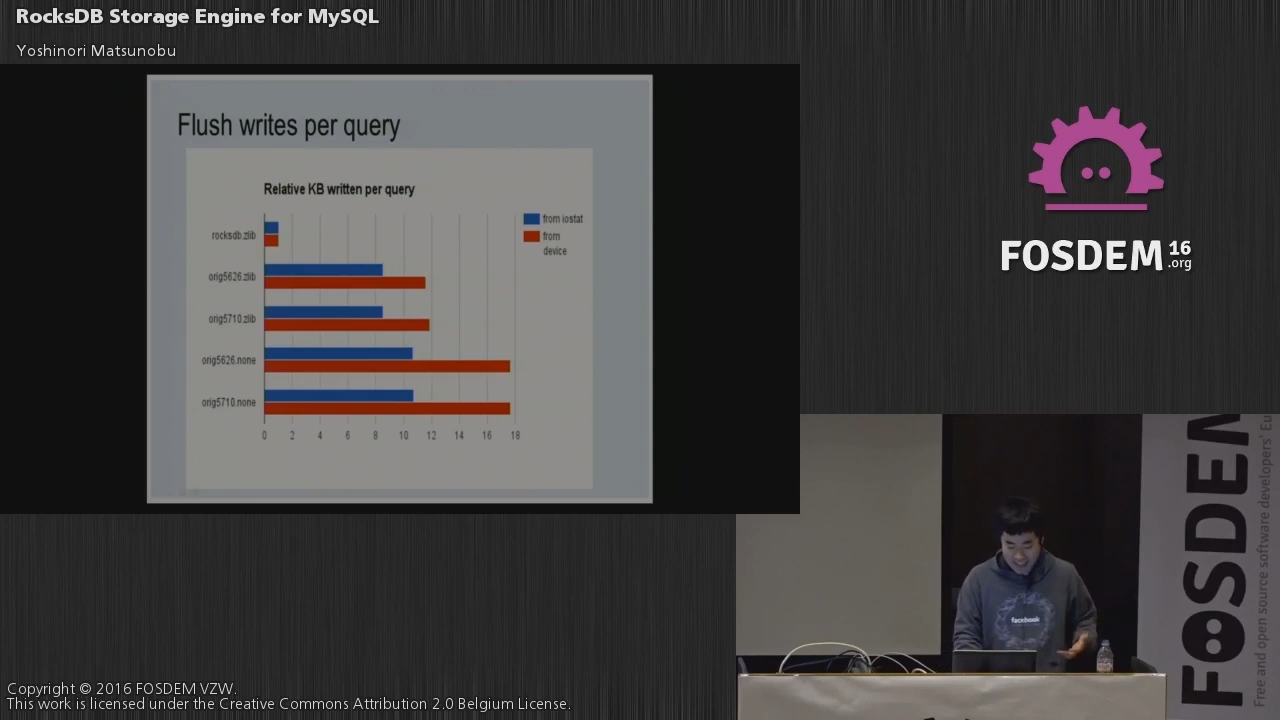 RocksDB Storage Engine for MySQL
Yoshinori Matsunobu
Flush writes per query
Relative KB written per query
from iostat
from
device
rocksdb.zlib
orig5626.zlib
orig5710.zlib
orig5626.none
orig5710.none
0 2 4 6 8 10 12 14 16 18
FOSDEM 16
.org
facebook
FOSDEM
Free and open source software developers' Eu
Copyright © 2016 FOSDEM VZW.
This work is licensed under the Creative Commons Attribution 2.0 Belgium License.